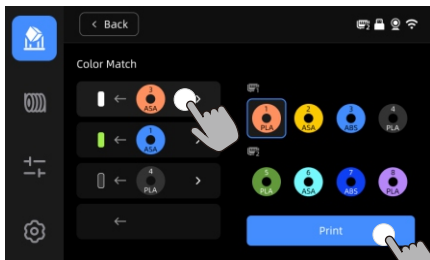 < Back
Color Match
3
ASA
1
ASA
4
PLA
1
PLA
2
ASA
3
ABS
4
PLA
5
PLA
6
ASA
7
ABS
8
PLA
Print